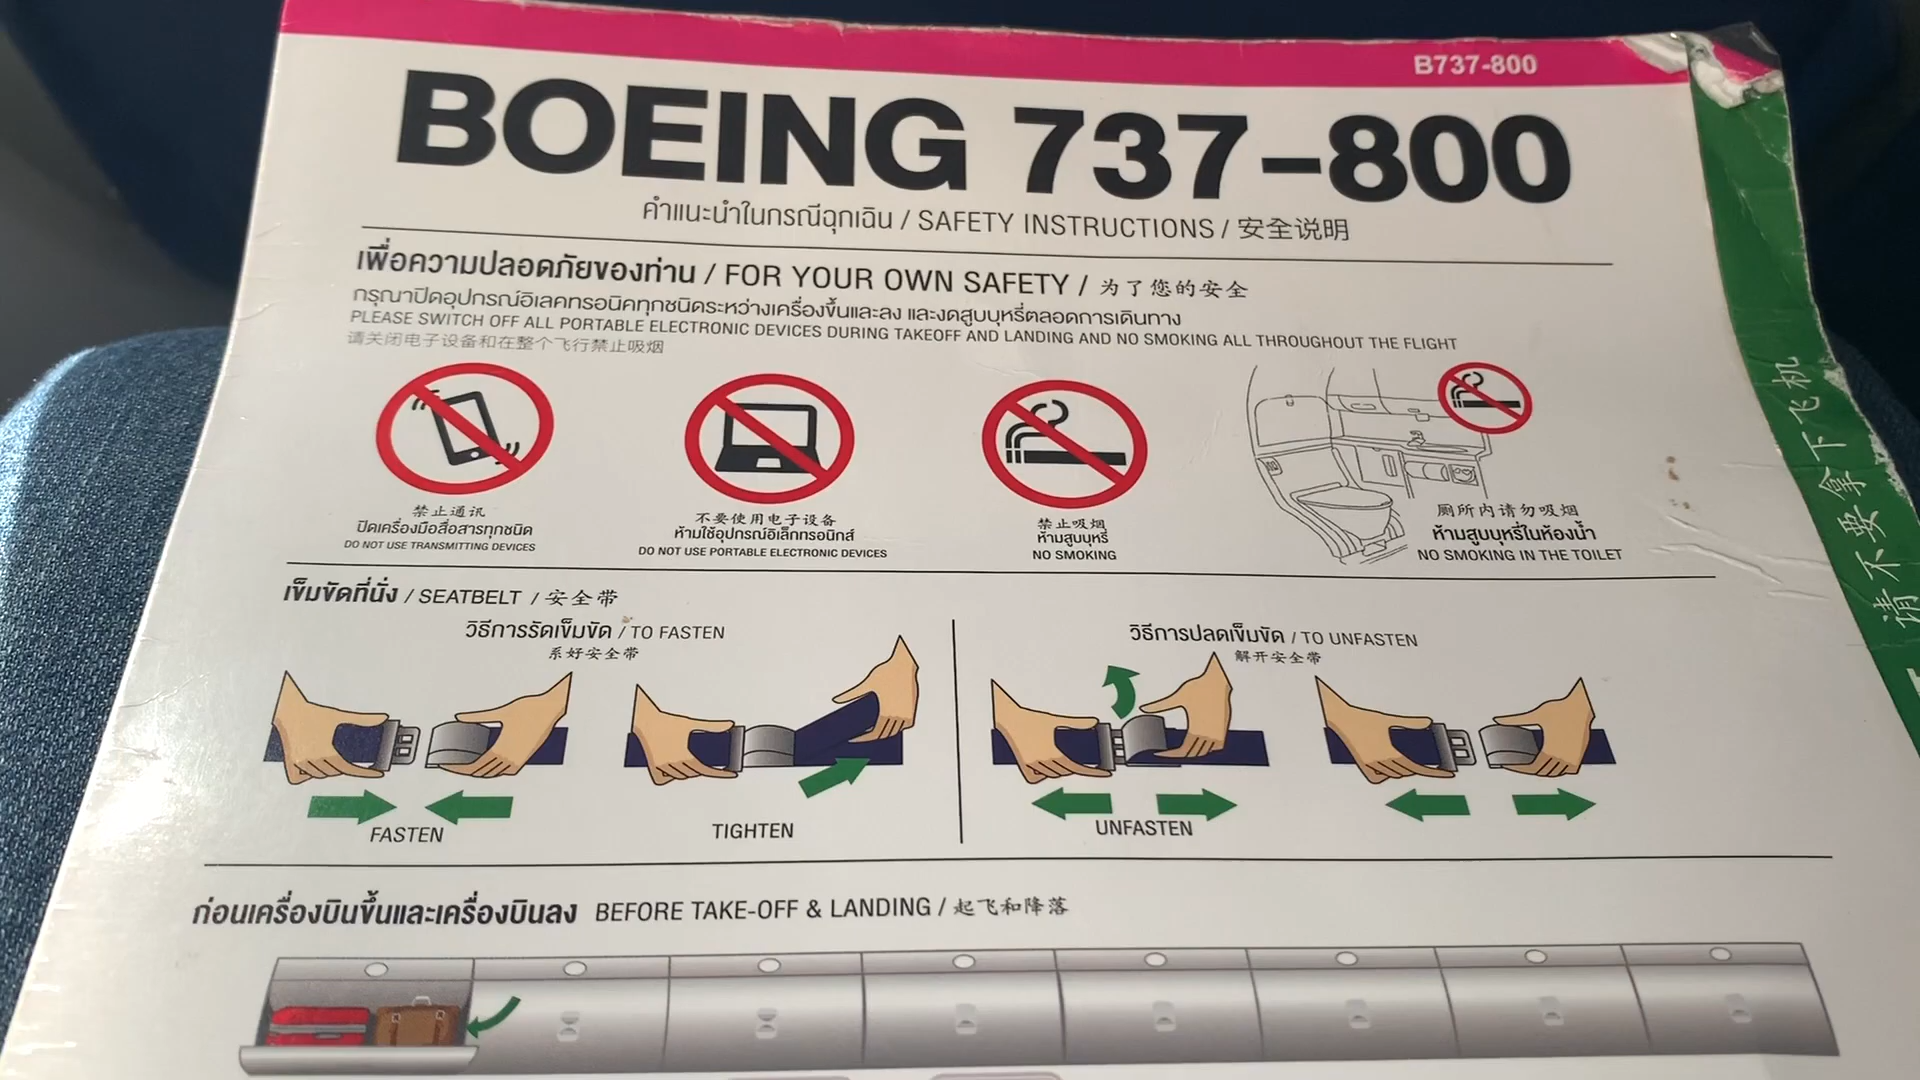 B737-800
BOEING 737-800
คำแนะนำในกรณีฉุกเฉิน / SAFETY INSTRUCTIONS / 安全说明
เพื่อความปลอดภัยของท่าน / FOR YOUR OWN SAFETY / 为了您的安全
กรุณาปิดอุปกรณ์อิเลคทรอนิคทุกชนิดระหว่างเครื่องขึ้นและลง และงดสูบบุหรี่ตลอดการเดินทาง
PLEASE SWITCH OFF ALL PORTABLE ELECTRONIC DEVICES DURING TAKEOFF AND LANDING AND NO SMOKING ALL THROUGHOUT THE FLIGHT
请关闭电子设备和在整个飞行禁止吸烟
禁止通讯
ปิดเครื่องมือสื่อสารทุกชนิด
DO NOT USE TRANSMITTING DEVICES
不要使用电子设备
ห้ามใช้อุปกรณ์อิเล็กทรอนิกส์
DO NOT USE PORTABLE ELECTRONIC DEVICES
禁止吸烟
ห้ามสูบบุหรี่
NO SMOKING
厕所内请勿吸烟
ห้ามสูบบุหรี่ในห้องน้ำ
NO SMOKING IN THE TOILET
เข็มขัดที่นั่ง / SEATBELT / 安全带
วิธีการรัดเข็มขัด / TO FASTEN
系好安全带
วิธีการปลดเข็มขัด / TO UNFASTEN
解开安全带
FASTEN
TIGHTEN
UNFASTEN
ก่อนเครื่องบินขึ้นและเครื่องบินลง BEFORE TAKE-OFF & LANDING / 起飞和降落
请不要拿下飞机